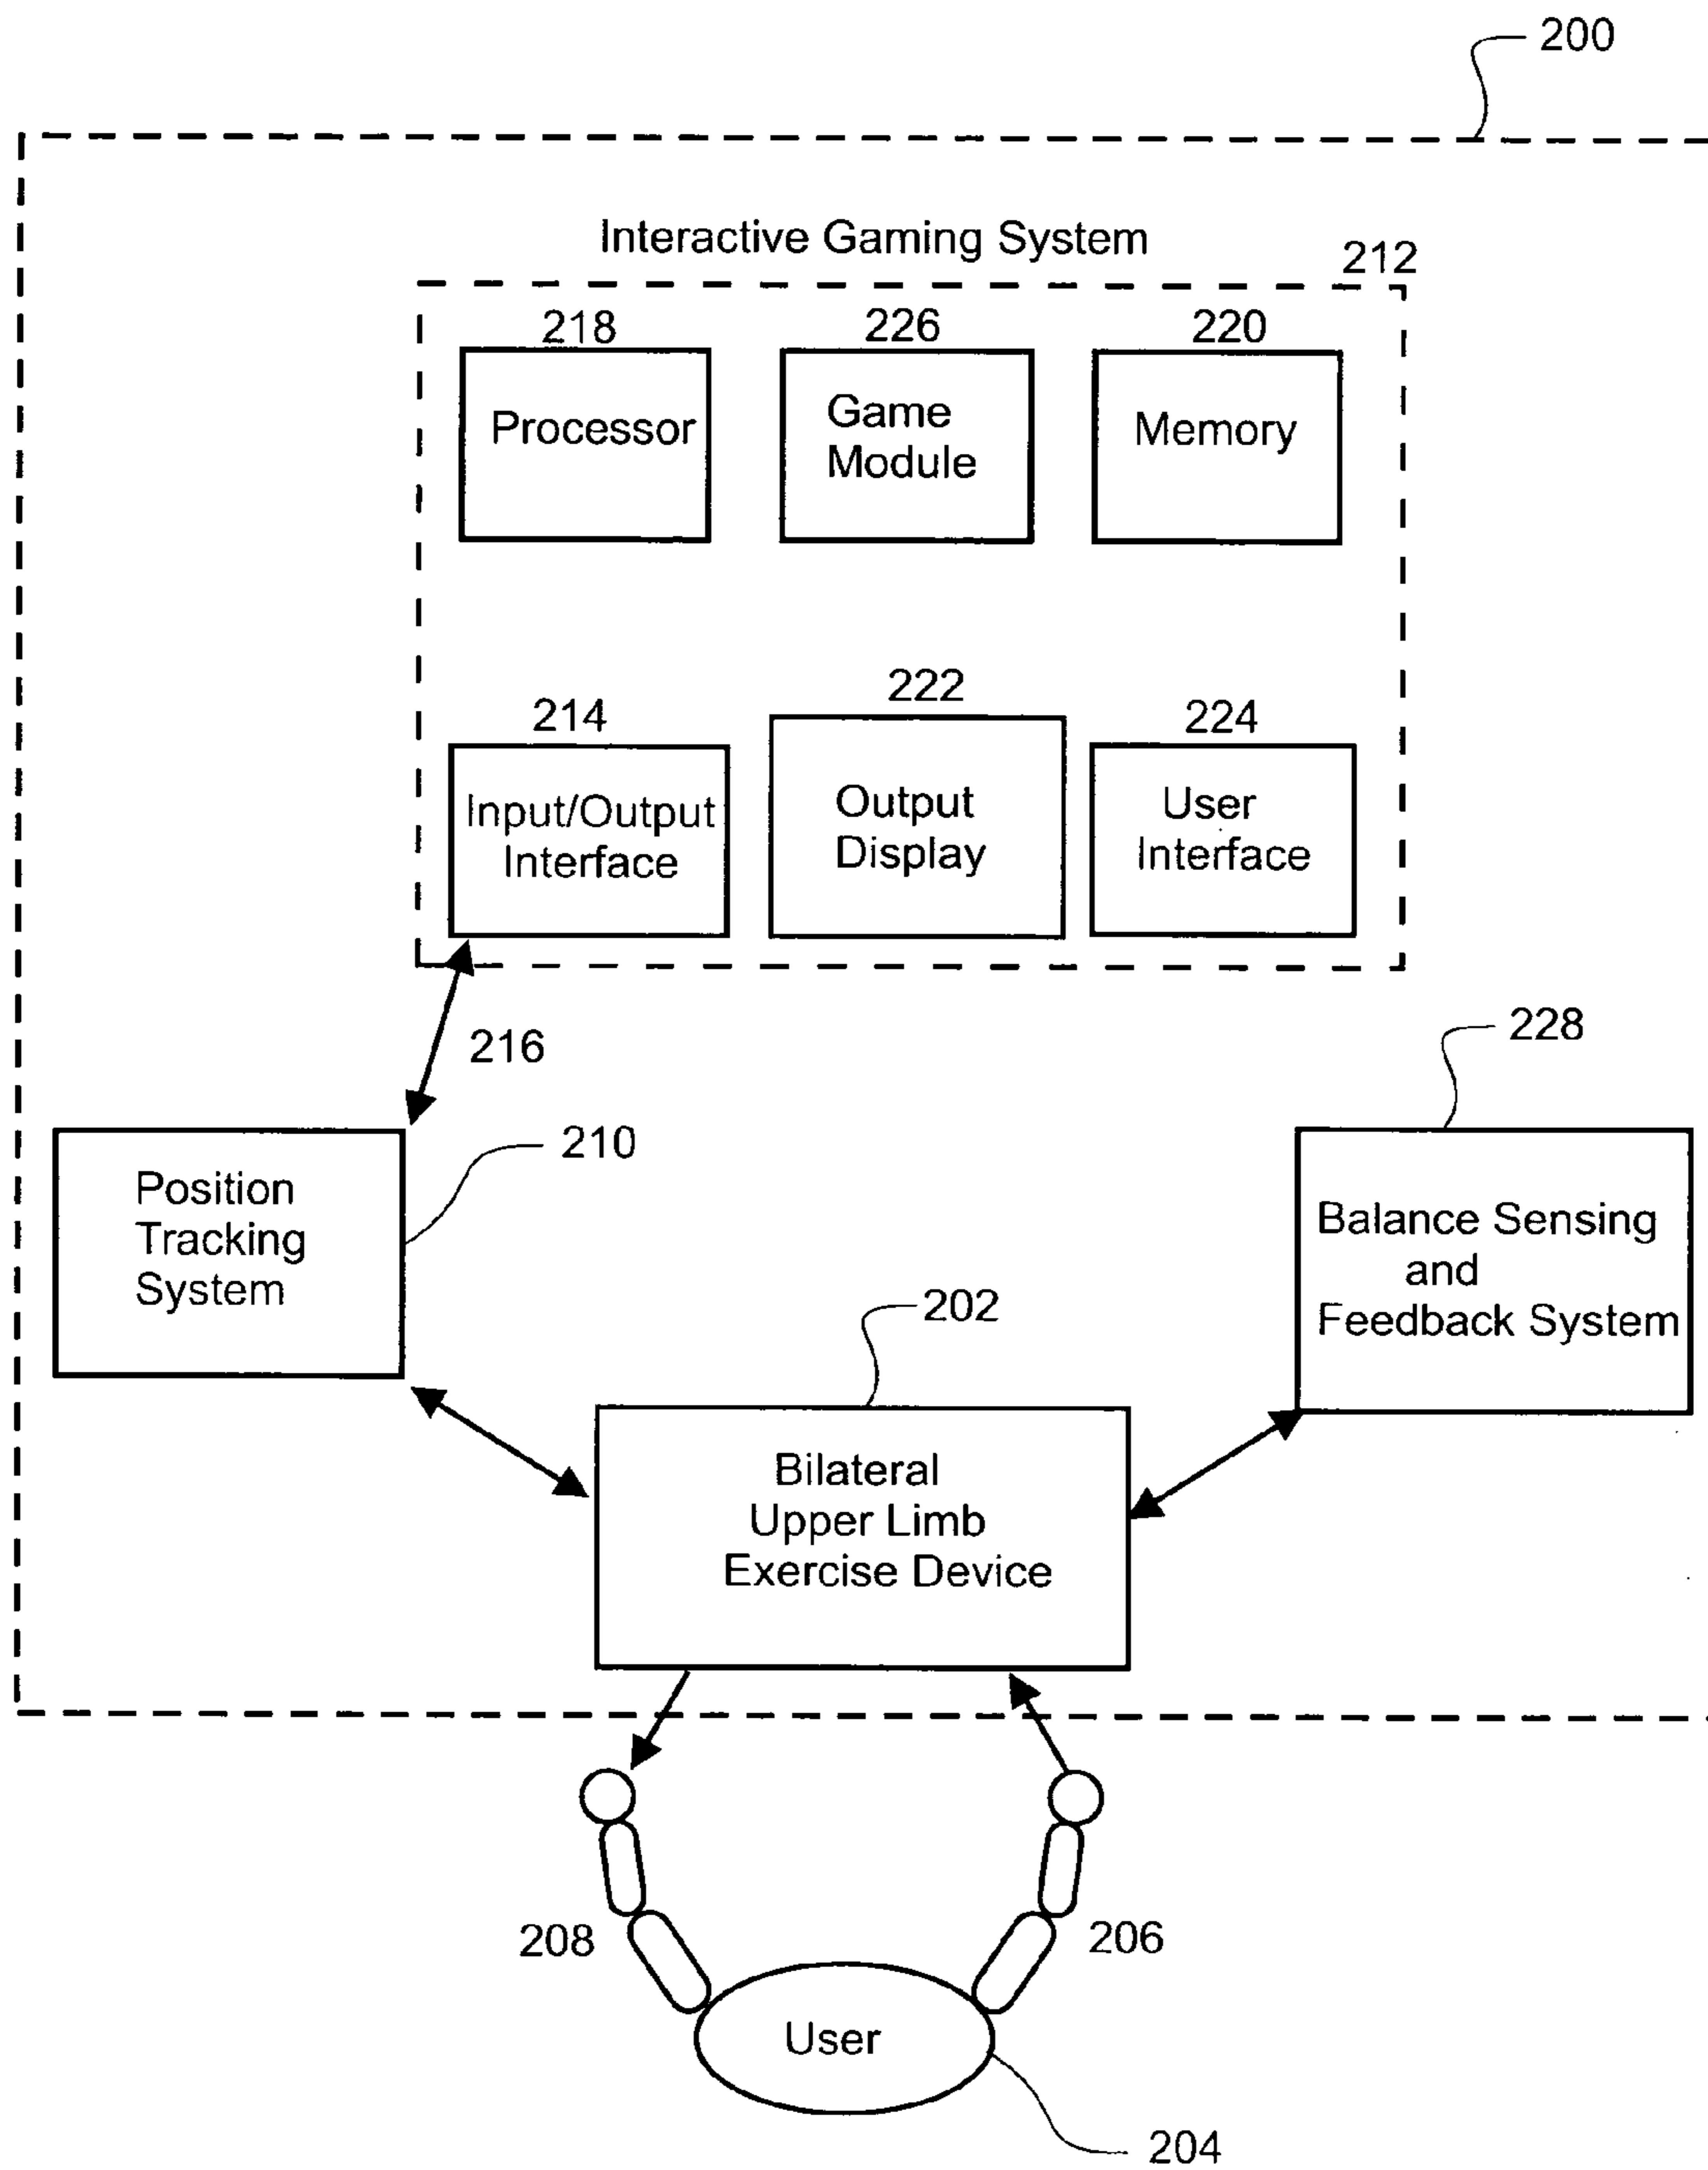 200
Interactive Gaming System
212
218
226
220
Processor
Game
Module
Memory
214
222
224
Input/Output
Interface
Output
Display
User
Interface
216
228
210
Position
Tracking
System
Balance Sensing
and
Feedback System
202
Bilateral
Upper Limb
Exercise Device
208
206
User
204